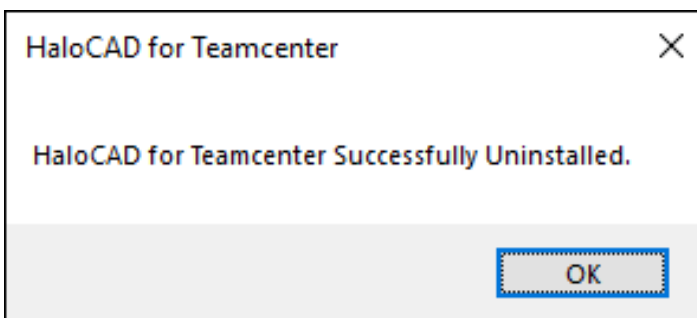 HaloCAD for Teamcenter
HaloCAD for Teamcenter Successfully Uninstalled.
OK